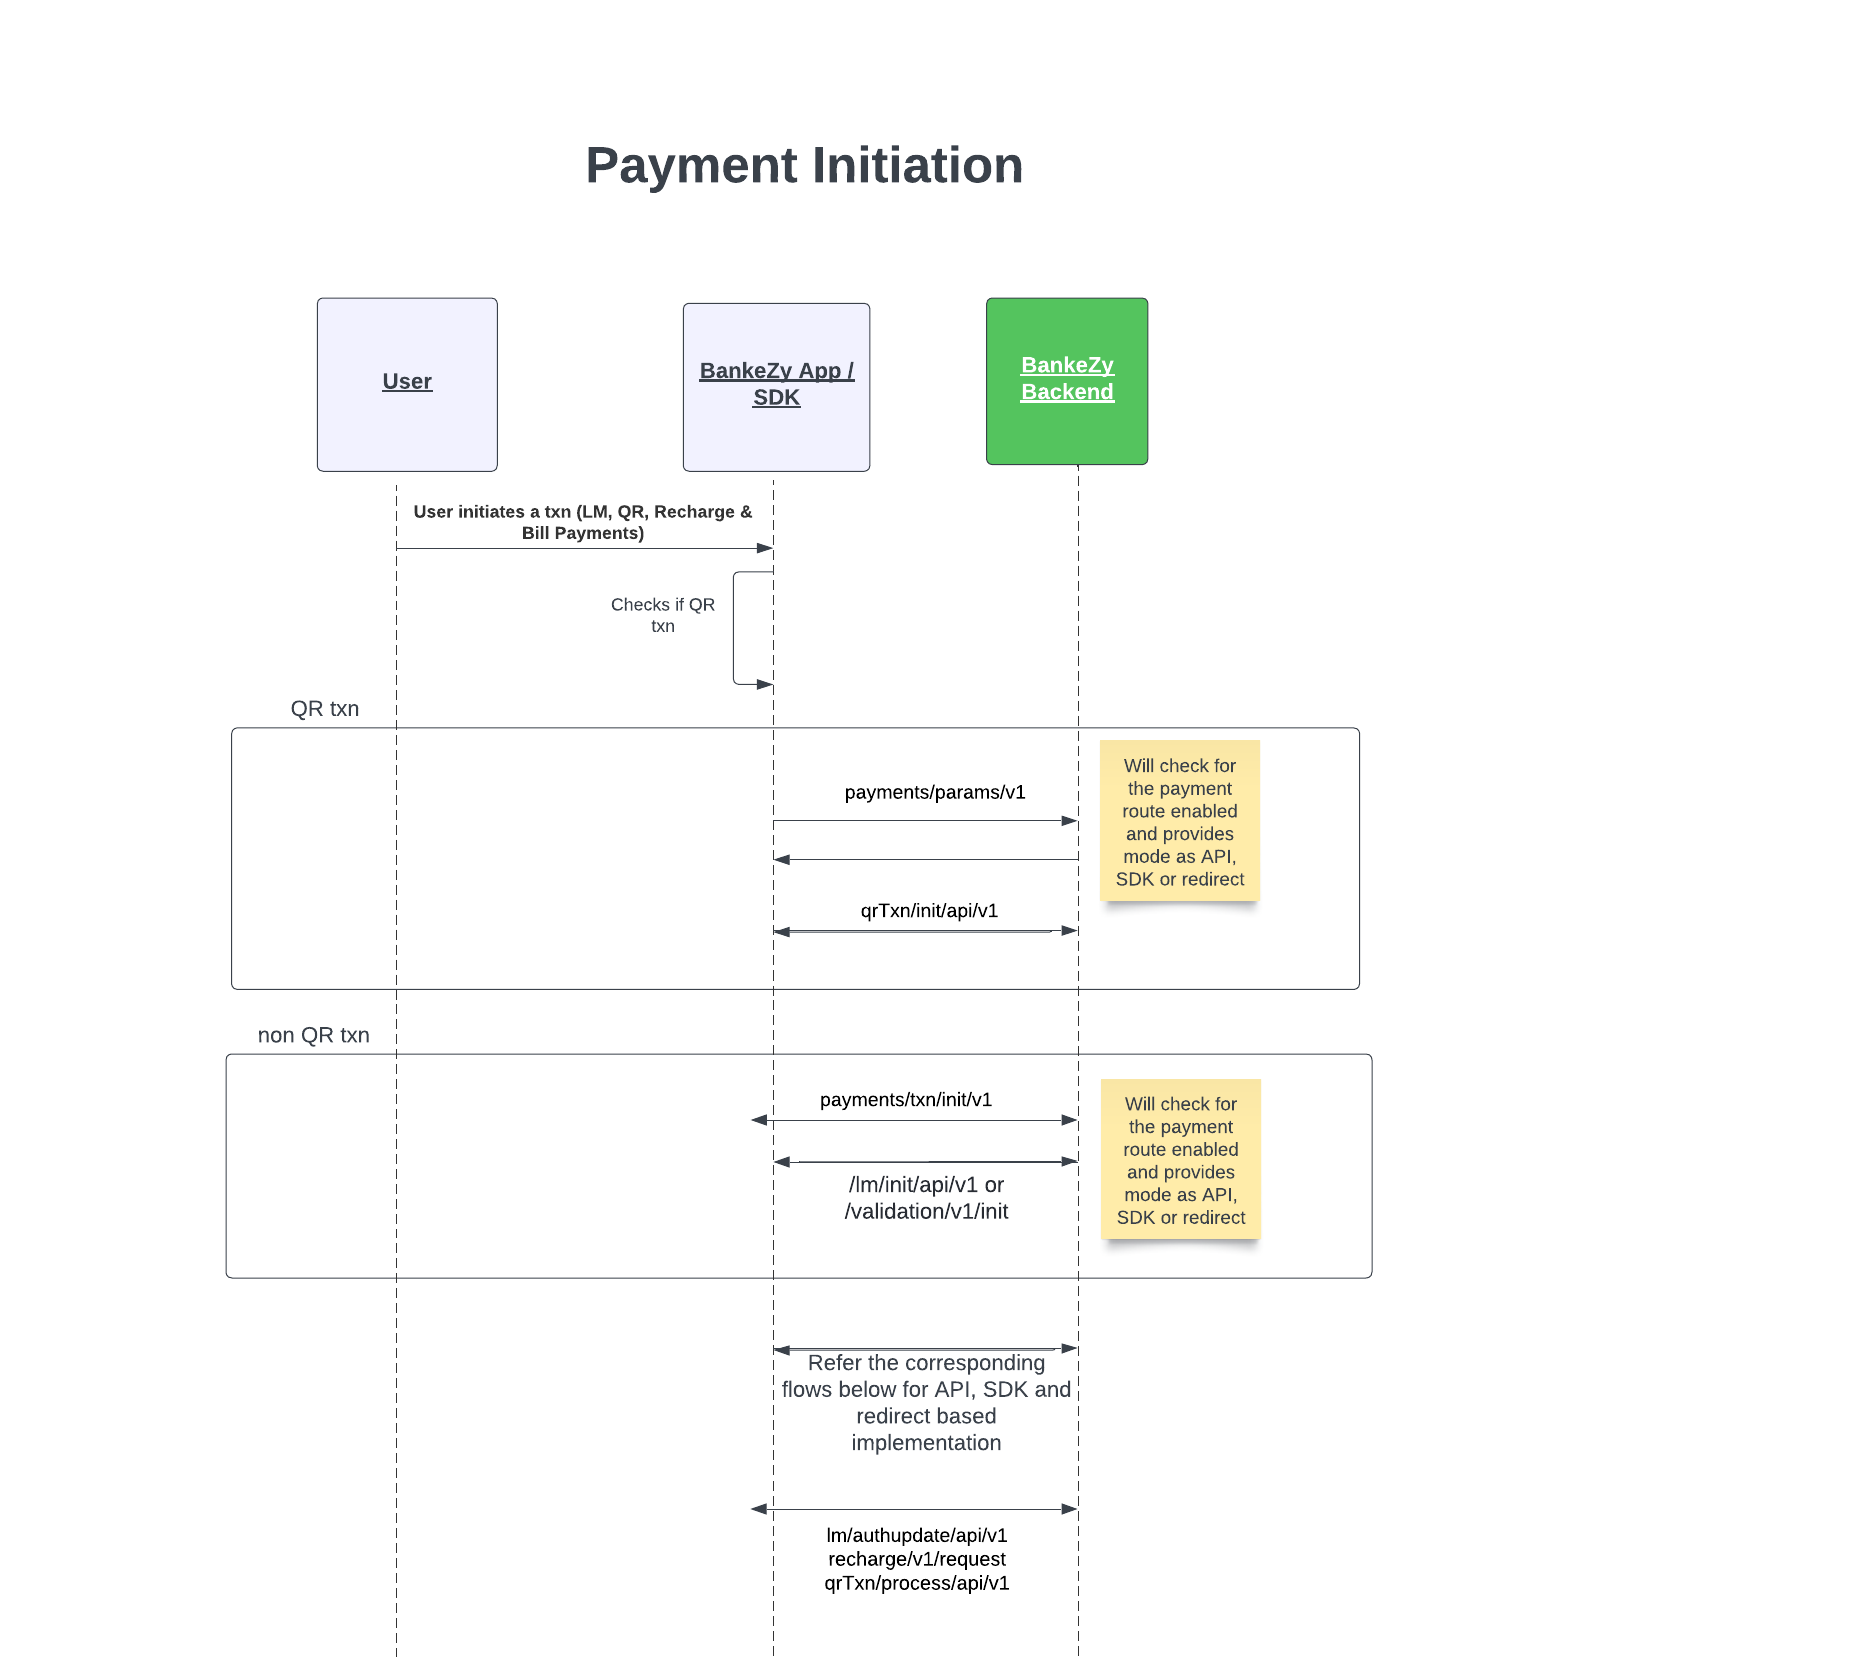 Payment Initiation
User
BankeZy App /
SDK
BankeZy
Backend
User initiates a txn (LM, QR, Recharge &
Bill Payments)
Checks if QR
txn
QR txn
payments/params/v1
Will check for
the payment
route enabled
and provides
mode as API,
SDK or redirect
qrTxn/init/api/v1
non QR txn
payments/txn/init/v1
/lm/init/api/v1 or
/validation/v1/init
Will check for
the payment
route enabled
and provides
mode as API,
SDK or redirect
Refer the corresponding
flows below for API, SDK and
redirect based
implementation
lm/authupdate/api/v1
recharge/v1/request
qrTxn/process/api/v1